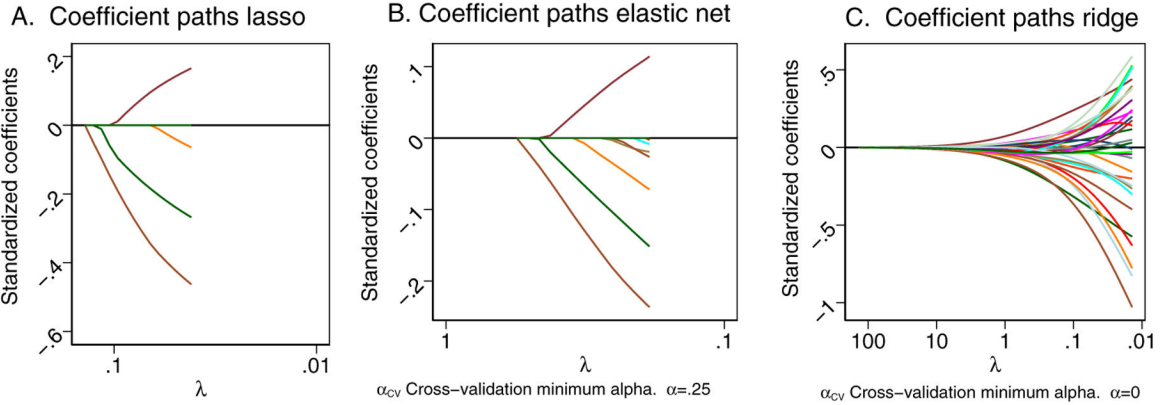 A. Coefficient paths lasso
Standardized coefficients
.2
0
-.2
-.4
-.6
.1
.01
λ
B. Coefficient paths elastic net
Standardized coefficients
.1
0
-.1
-.2
1
.1
λ
αCV Cross-validation minimum alpha. α=.25
C. Coefficient paths ridge
Standardized coefficients
.5
0
-.5
-1
100
10
1
.1
.01
λ
αCV Cross-validation minimum alpha. α=0